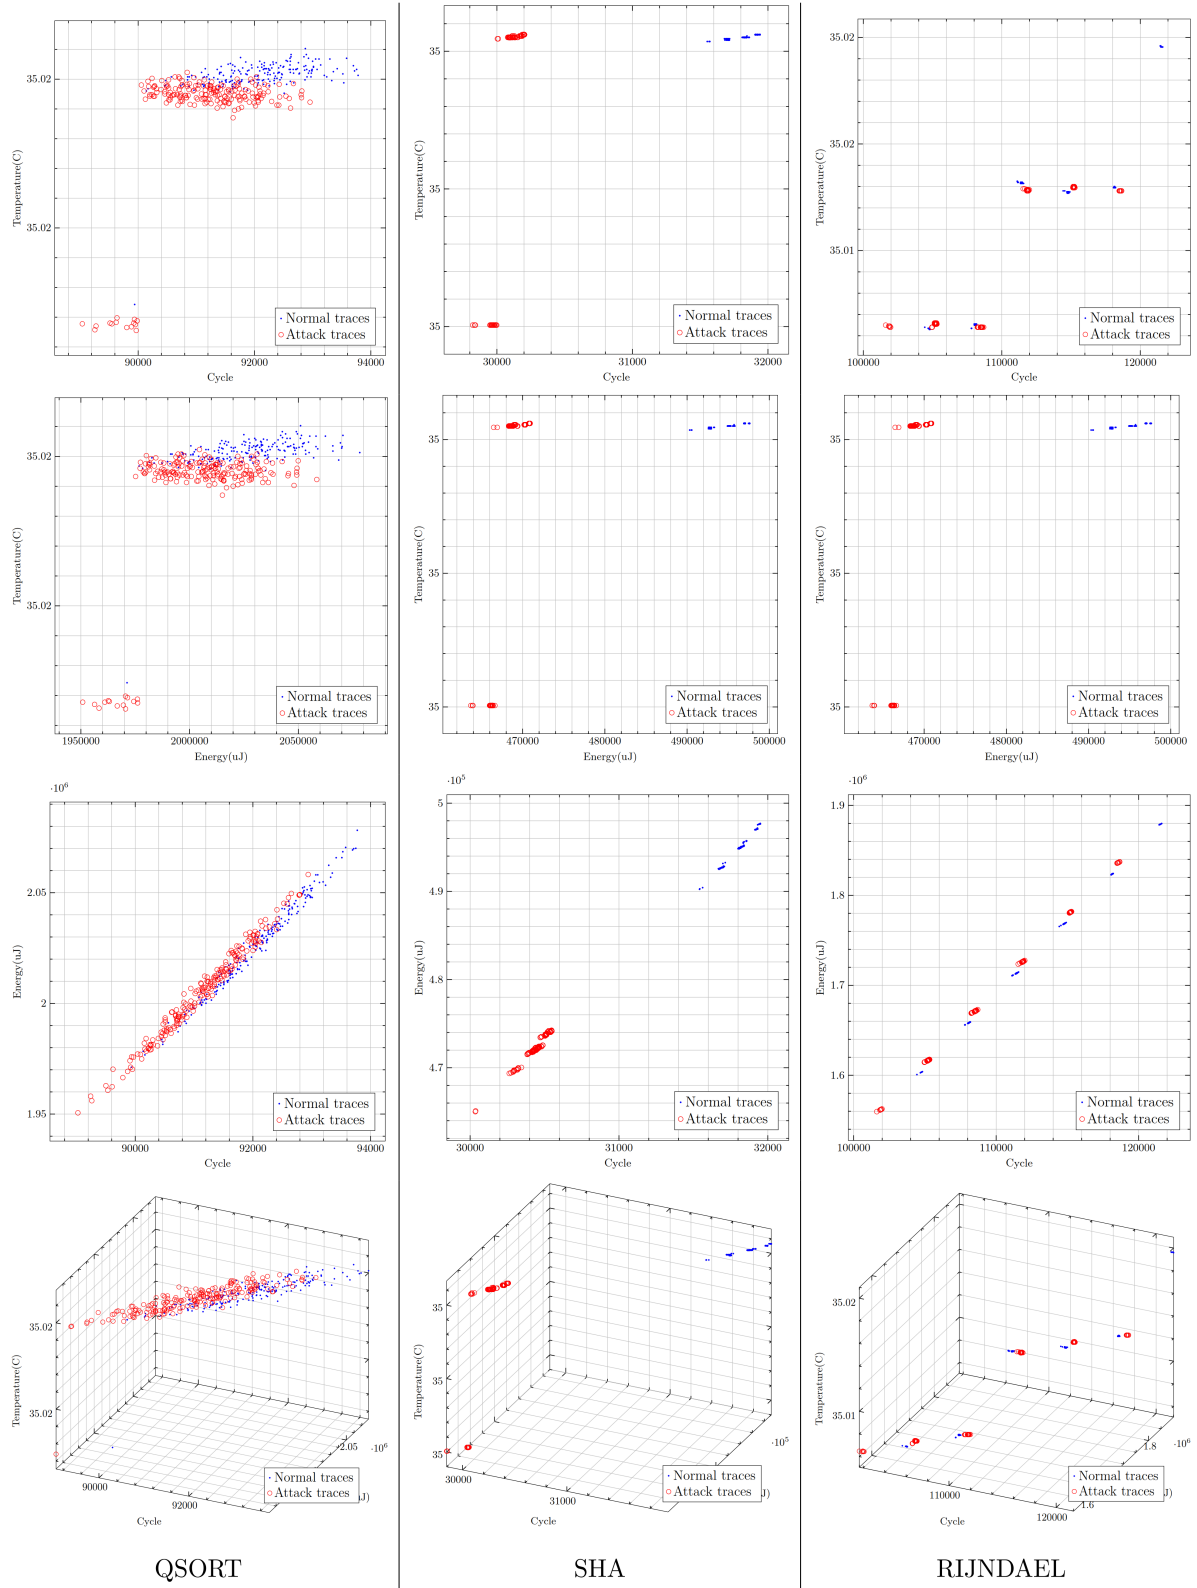 35.02
35.02
Temperature(C)
Normal traces
Attack traces
90000 92000 94000
Cycle
35
35
35
Temperature(C)
Normal traces
Attack traces
30000 31000 32000
Cycle
35.02
35.02
35.01
Temperature(C)
Normal traces
Attack traces
100000 110000 120000
Cycle
35.02
35.02
Temperature(C)
Normal traces
Attack traces
1950000 2000000 2050000
Energy(uJ)
35
35
35
Temperature(C)
Normal traces
Attack traces
470000 480000 490000 500000
Energy(uJ)
35
35
35
Temperature(C)
Normal traces
Attack traces
470000 480000 490000 500000
Energy(uJ)
·10⁶
2.05
2
1.95
Energy(uJ)
Normal traces
Attack traces
90000 92000 94000
Cycle
·10⁵
5
4.9
4.8
4.7
Energy(uJ)
Normal traces
Attack traces
30000 31000 32000
Cycle
·10⁶
1.9
1.8
1.7
1.6
Energy(uJ)
Normal traces
Attack traces
100000 110000 120000
Cycle
35.02
35.02
Temperature(C)
2.05 ·10⁶
Normal traces
Attack traces
J)
90000
92000
Cycle
35
35
35
Temperature(C)
·10⁵
Normal traces
Attack traces
J)
30000
31000
Cycle
35.02
35.01
Temperature(C)
·10⁶
1.8
Normal traces
Attack traces
J)
1.6
110000
120000
Cycle
QSORT SHA RIJNDAEL